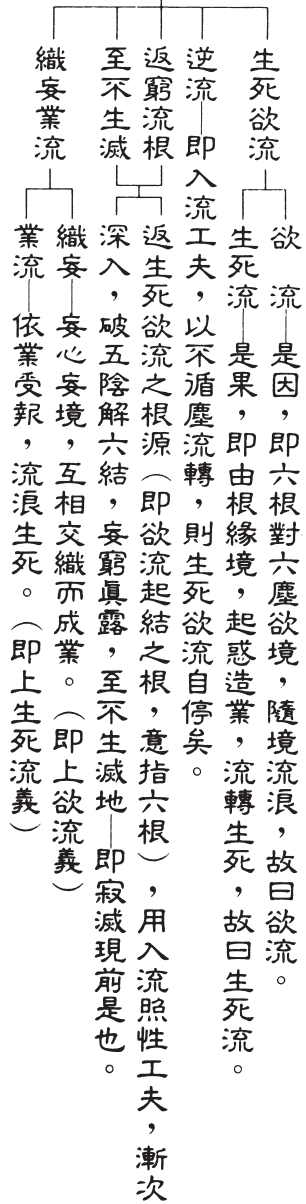 生死欲流
欲　流—是因，即六根對六塵欲境，隨境流浪，故曰欲流。
生死流—是果，即由根緣境，起惑造業，流轉生死，故曰生死流。
逆流—即入流工夫，以不循塵流轉，則生死欲流自停矣。
返窮流根
至不生滅
返生死欲流之根源（即欲流起結之根，意指六根），用入流照性工夫，漸次
深入，破五陰解六結，妄窮眞露，至不生滅地—即寂滅現前是也。
織妄業流
織妄—妄心妄境，互相交織而成業。（即上欲流義）
業流—依業受報，流浪生死。（即上生死流義）